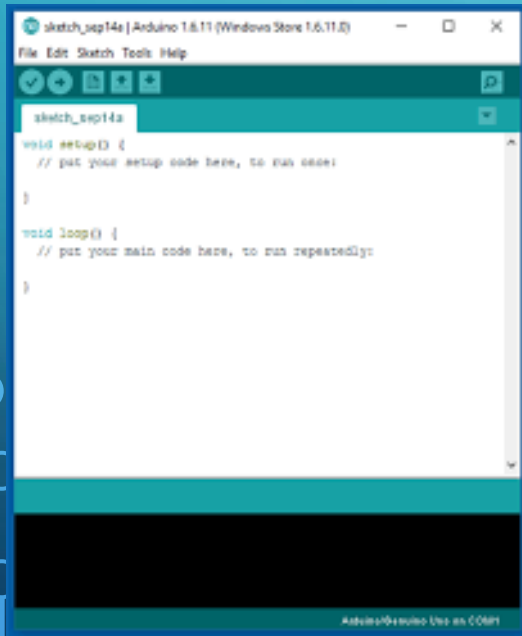 sketch_sep14a | Arduino 1.6.11 (Windows Store 1.6.11.0)
File Edit Sketch Tools Help
sketch_sep14a
void setup() {
// put your setup code here, to run once:
}
void loop() {
// put your main code here, to run repeatedly:
}
Arduino/Genuino Uno on COM1